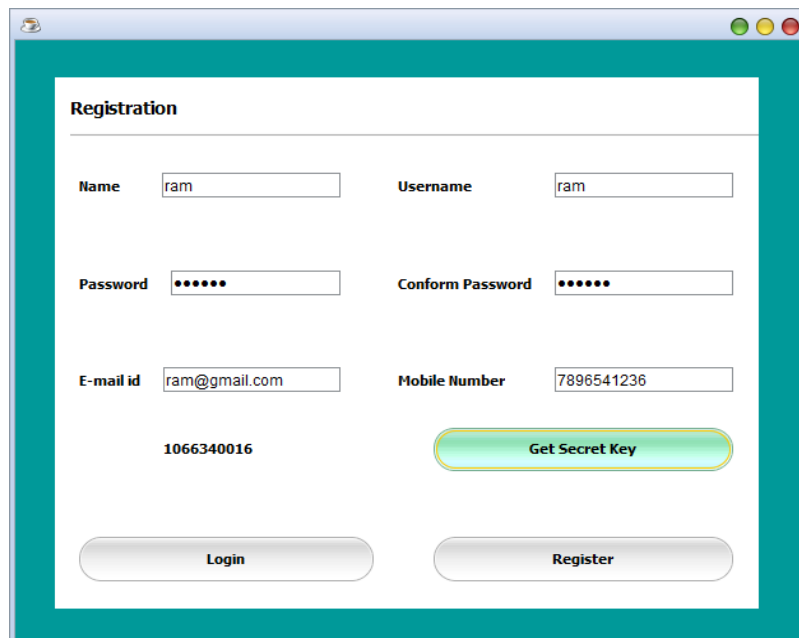 Registration
Name ram Username ram
Password •••••• Conform Password ••••••
E-mail id ram@gmail.com Mobile Number 7896541236
1066340016 Get Secret Key
Login Register